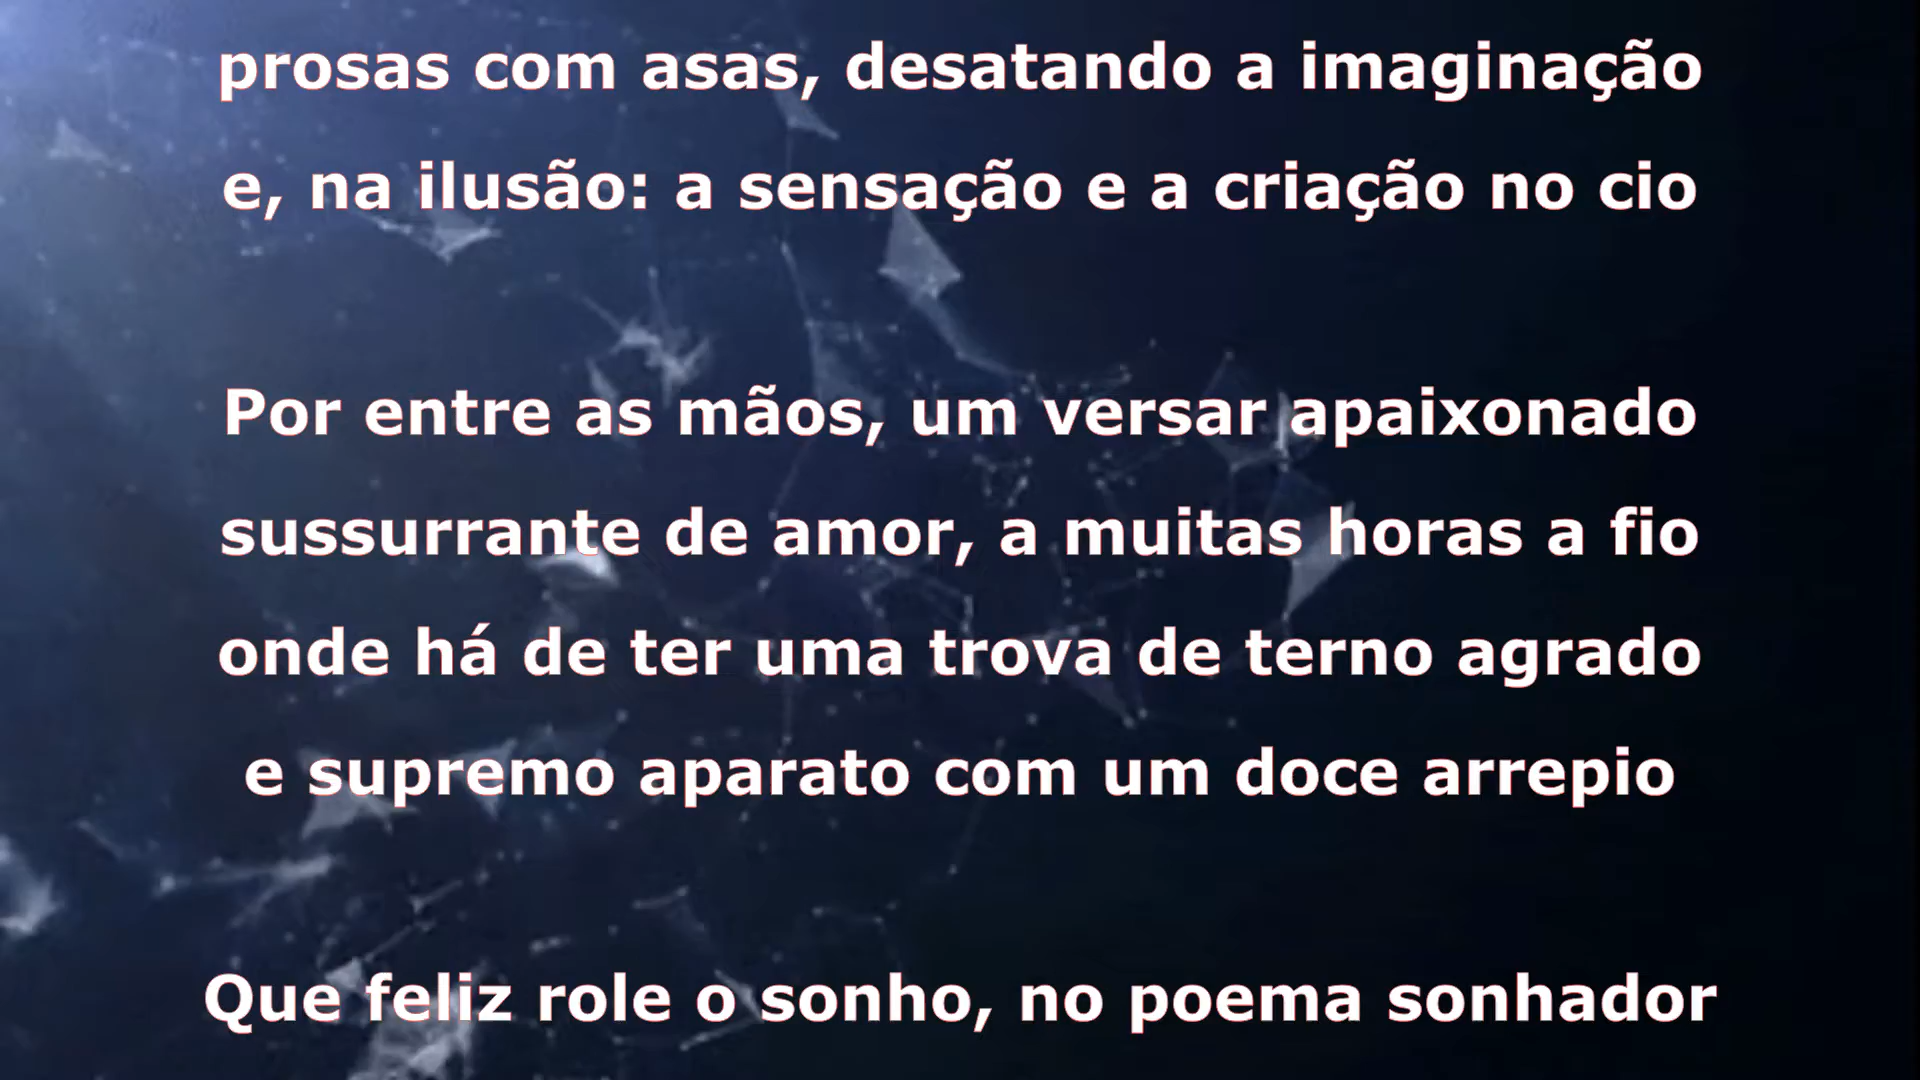 prosas com asas, desatando a imaginação
e, na ilusão: a sensação e a criação no cio
Por entre as mãos, um versar apaixonado
sussurrante de amor, a muitas horas a fio
onde há de ter uma trova de terno agrado
e supremo aparato com um doce arrepio
Que feliz role o sonho, no poema sonhador